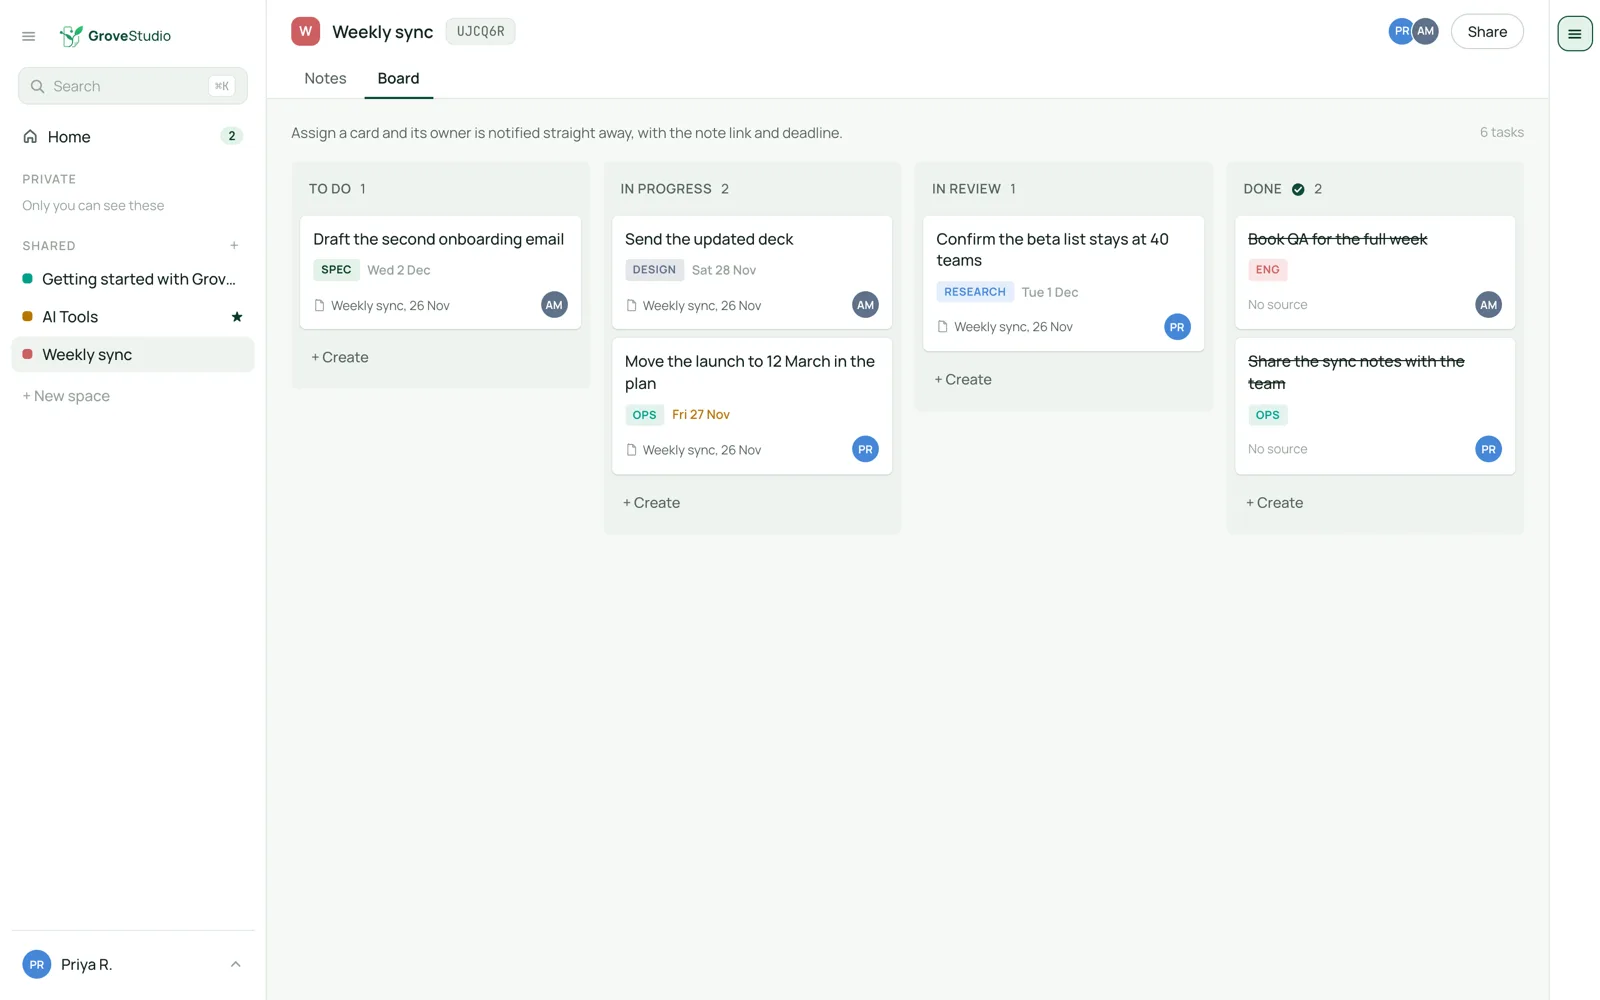 GroveStudio
Search
⌘K
Home
2
PRIVATE
Only you can see these
SHARED
+
Getting started with Grov...
AI Tools
Weekly sync
+ New space
PR
Priya R.
W
Weekly sync
UJCQ6R
PR
AM
Share
Notes
Board
Assign a card and its owner is notified straight away, with the note link and deadline.
6 tasks
TO DO 1
Draft the second onboarding email
SPEC
Wed 2 Dec
Weekly sync, 26 Nov
AM
+ Create
IN PROGRESS 2
Send the updated deck
DESIGN
Sat 28 Nov
Weekly sync, 26 Nov
AM
Move the launch to 12 March in the
plan
OPS
Fri 27 Nov
Weekly sync, 26 Nov
PR
+ Create
IN REVIEW 1
Confirm the beta list stays at 40
teams
RESEARCH
Tue 1 Dec
Weekly sync, 26 Nov
PR
+ Create
DONE 2
Book QA for the full week
ENG
No source
AM
Share the sync notes with the
team
OPS
No source
PR
+ Create